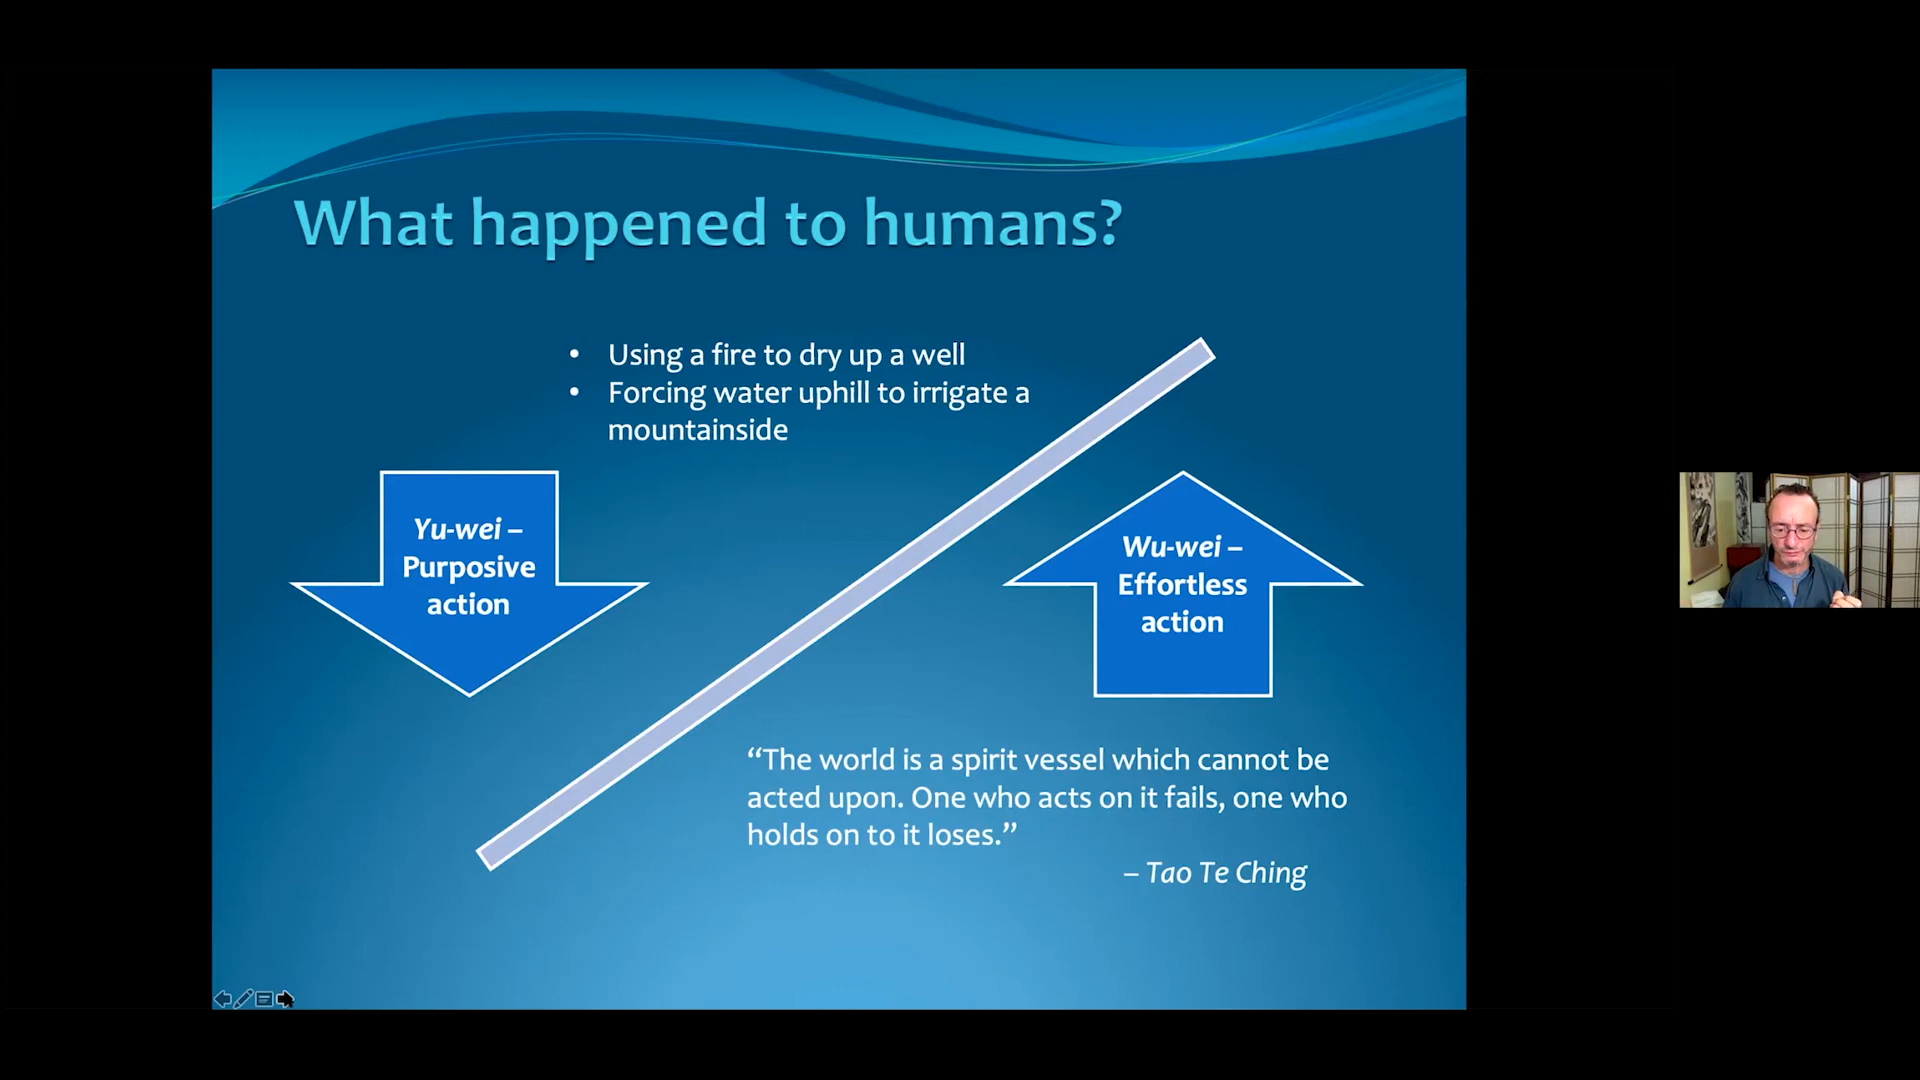 What happened to humans?
• Using a fire to dry up a well
• Forcing water uphill to irrigate a
mountainside
Yu-wei –
Purposive
action
Wu-wei –
Effortless
action
“The world is a spirit vessel which cannot be
acted upon. One who acts on it fails, one who
holds on to it loses.”
– Tao Te Ching